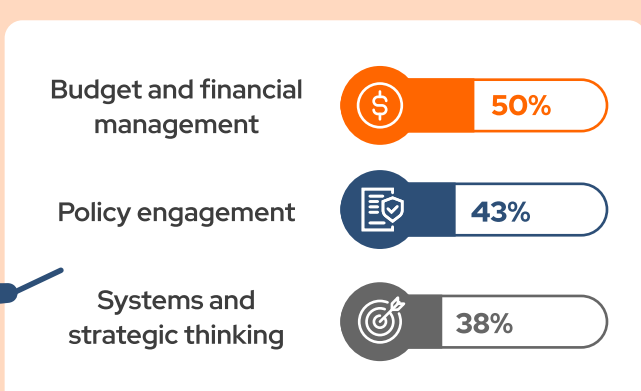 Budget and financial
management
50%
Policy engagement
43%
Systems and
strategic thinking
38%